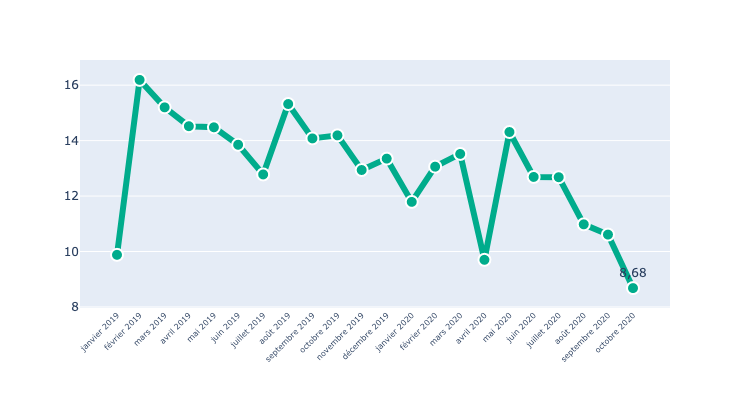 16
14
12
10
8
8.68
janvier 2019
février 2019
mars 2019
avril 2019
mai 2019
juin 2019
juillet 2019
août 2019
septembre 2019
octobre 2019
novembre 2019
décembre 2019
janvier 2020
février 2020
mars 2020
avril 2020
mai 2020
juin 2020
juillet 2020
août 2020
septembre 2020
octobre 2020